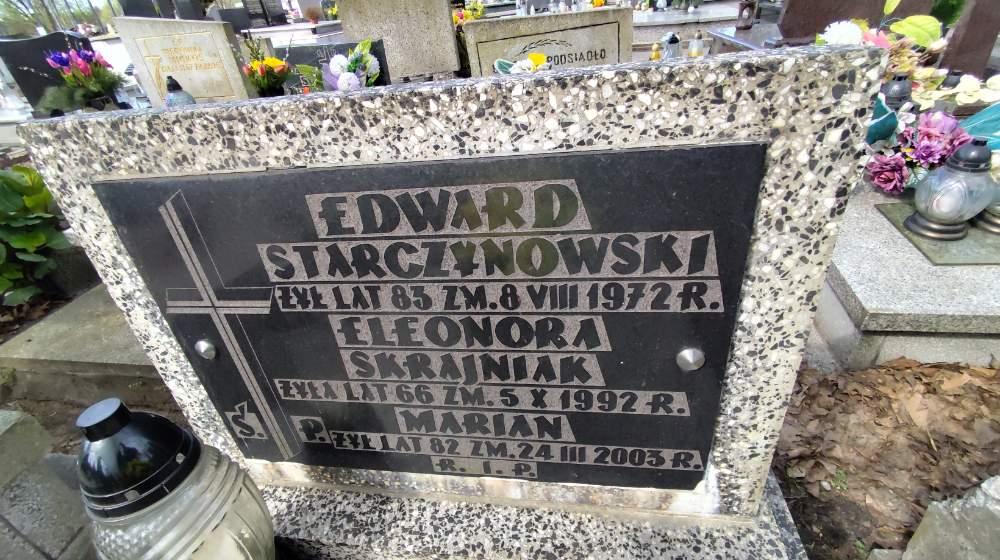 PODSIADŁO
EDWARD
STARCZYNOWSKI
ŻYŁ LAT 83 ZM. 8 VIII 1972 R.
ELEONORA
SKRAJNIAK
ŻYŁA LAT 66 ZM. 5 X 1992 R.
MARIAN
Ś. P. ŻYŁ LAT 82 ZM. 24 III 2003 R.
R. I. P.